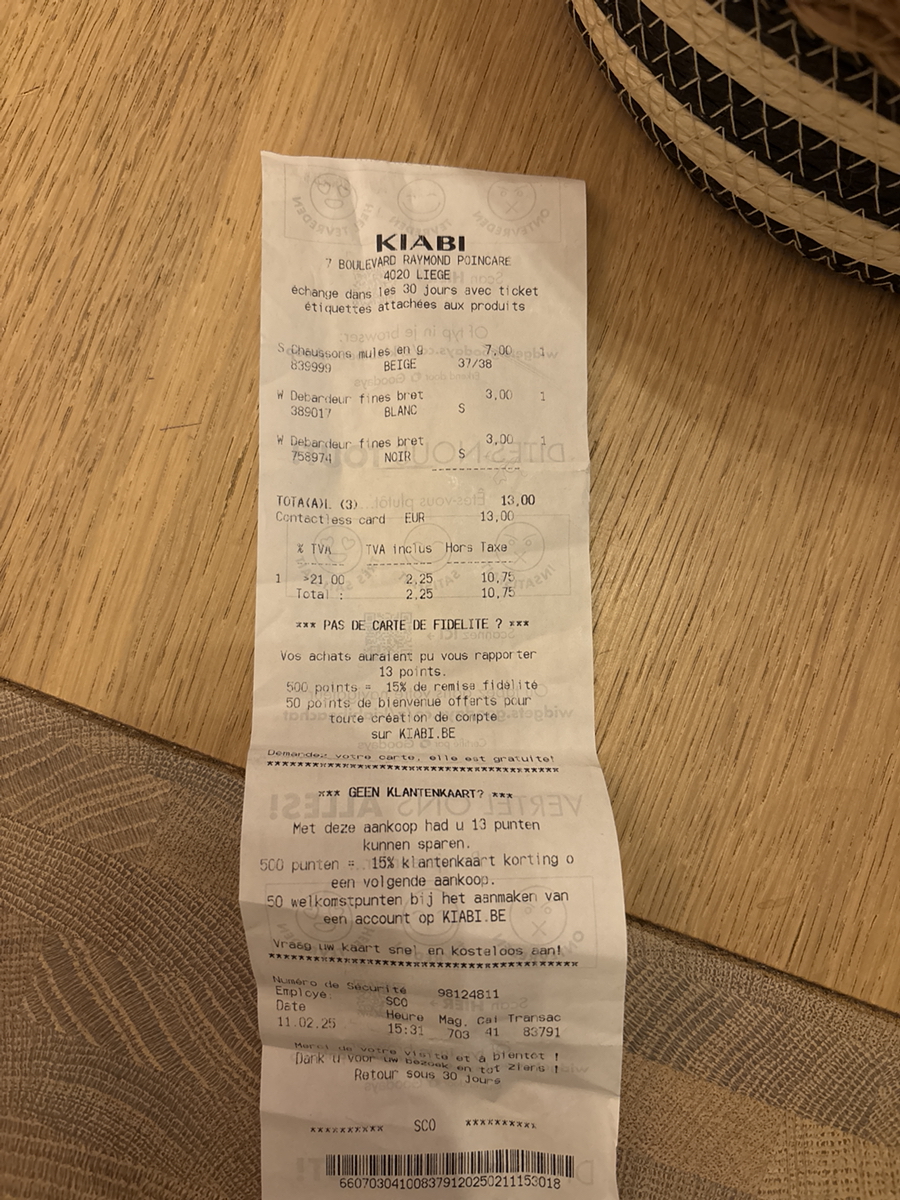 KIABI
7 BOULEVARD RAYMOND POINCARE
4020 LIEGE
échange dans les 30 jours avec ticket
étiquettes attachées aux produits
S Chaussons mules en g 7,00 1
839999 BEIGE 37/38
W Debardeur fines bret 3,00 1
389017 BLANC S
W Debardeur fines bret 3,00 1
758974 NOIR S
TOTA(A)L (3) 13,00
Contactless card EUR 13,00
% TVA TVA inclus Hors Taxe
1 >21,00 2,25 10,75
Total : 2,25 10,75
*** PAS DE CARTE DE FIDELITE ? ***
Vos achats auraient pu vous rapporter
13 points.
500 points = 15% de remise fidélité
50 points de bienvenue offerts pour
toute création de compte
sur KIABI.BE
Demandez votre carte, elle est gratuite!
*** GEEN KLANTENKAART? ***
Met deze aankoop had u 13 punten
kunnen sparen.
500 punten = 15% klantenkaart korting o
een volgende aankoop.
50 welkomstpunten bij het aanmaken van
een account op KIABI.BE
Vraag uw kaart snel en kosteloos aan!
Numéro de Sécurité 98124811
Employé: SCO
Date Heure Mag. Cai Transac
11.02.25 15:31 703 41 83791
Merci de votre visite et à bientôt !
Dank u voor uw bezoek en tot ziens !
Retour sous 30 Jours
********** SCO **********
660703041008379120250211153018